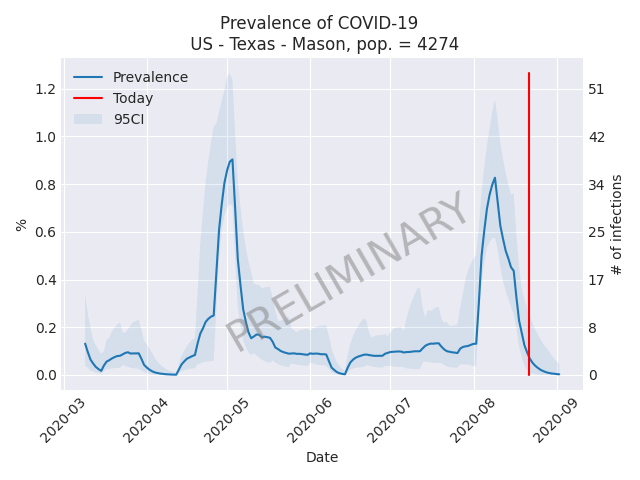 Prevalence of COVID-19
US - Texas - Mason, pop. = 4274
Prevalence
Today
95CI
1.2
1.0
0.8
0.6
0.4
0.2
0.0
%
51
42
34
25
17
8
0
# of infections
PRELIMINARY
2020-03
2020-04
2020-05
2020-06
2020-07
2020-08
2020-09
Date